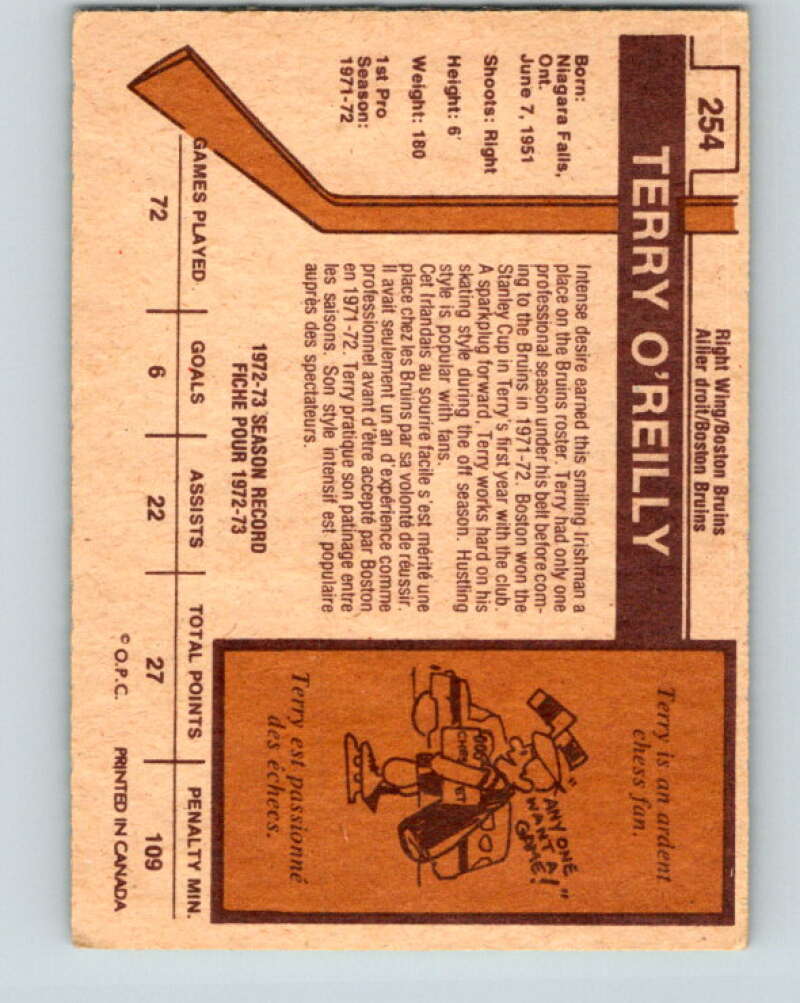 254
Right Wing/Boston Bruins
Ailier droit/Boston Bruins
TERRY O'REILLY
Born:
Niagara Falls,
Ont.
June 7, 1951
Shoots: Right
Height: 6'
Weight: 180
1st Pro
Season:
1971-72
Intense desire earned this smiling Irishman a
place on the Bruins roster. Terry had only one
professional season under his belt before com-
ing to the Bruins in 1971-72. Boston won the
Stanley Cup in Terry's first year with the club.
A sparkplug forward, Terry works hard on his
skating style during the off season. Hustling
style is popular with fans.
Cet Irlandais au sourire facile s'est mérité une
place chez les Bruins par sa volonté de réussir.
Il avait seulement un an d'expérience comme
professionnel avant d'être accepté par Boston
en 1971-72. Terry pratique son patinage entre
les saisons. Son style intensif est populaire
auprès des spectateurs.
Terry is an ardent
chess fan.
"ANYONE
WANT A
GAME!"
Terry est passionné
des échecs.
1972-73 SEASON RECORD
FICHE POUR 1972-73
GAMES PLAYED GOALS ASSISTS TOTAL POINTS PENALTY MIN.
72 6 22 27 109
© O.P.C. PRINTED IN CANADA